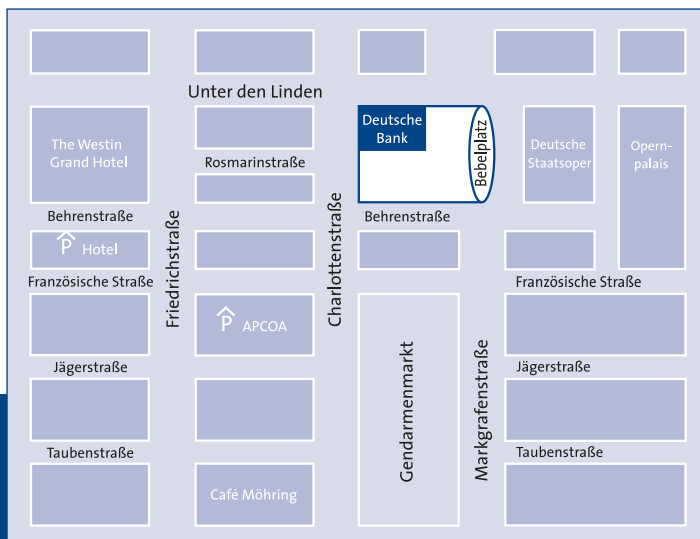 Unter den Linden
The Westin
Grand Hotel
Deutsche
Bank
Bebelplatz
Deutsche
Staatsoper
Opern-
palais
Rosmarinstraße
Behrenstraße
Behrenstraße
Friedrichstraße
Charlottenstraße
P Hotel
Französische Straße
Französische Straße
P APCOA
Gendarmenmarkt
Markgrafenstraße
Jägerstraße
Jägerstraße
Taubenstraße
Taubenstraße
Café Möhring